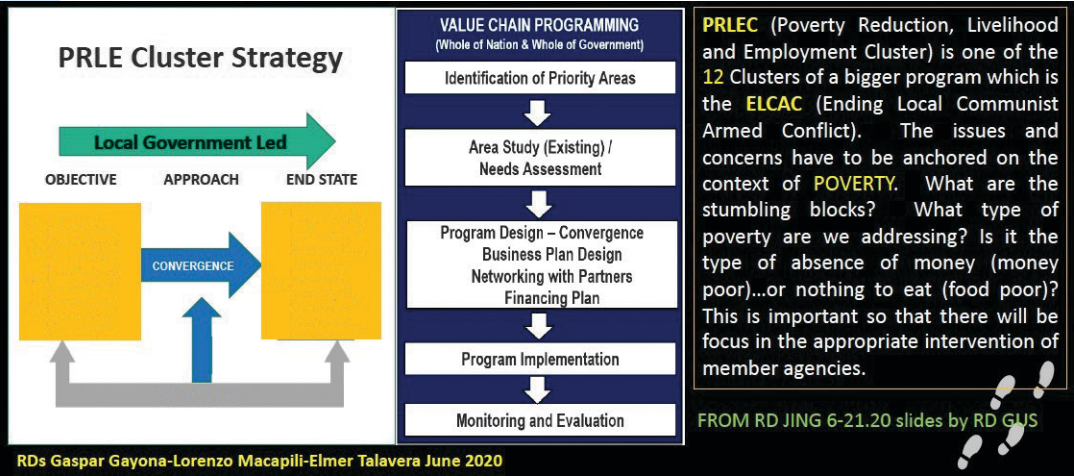 PRLE Cluster Strategy
Local Government Led
OBJECTIVE
APPROACH
END STATE
CONVERGENCE
VALUE CHAIN PROGRAMMING
(Whole of Nation & Whole of Government)
Identification of Priority Areas
Area Study (Existing) /
Needs Assessment
Program Design – Convergence
Business Plan Design
Networking with Partners
Financing Plan
Program Implementation
Monitoring and Evaluation
PRLEC (Poverty Reduction, Livelihood
and Employment Cluster) is one of the
12 Clusters of a bigger program which is
the ELCAC (Ending Local Communist
Armed Conflict). The issues and
concerns have to be anchored on the
context of POVERTY. What are the
stumbling blocks? What type of
poverty are we addressing? Is it the
type of absence of money (money
poor)...or nothing to eat (food poor)?
This is important so that there will be
focus in the appropriate intervention of
member agencies.
FROM RD JING 6-21.20 slides by RD GUS
RDs Gaspar Gayona-Lorenzo Macapili-Elmer Talavera June 2020